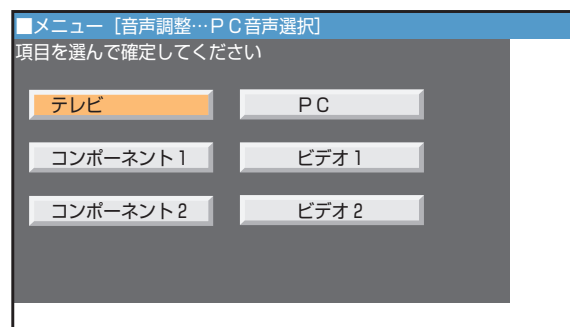 ■メニュー［音声調整…ＰＣ音声選択］
項目を選んで確定してください
テレビ
ＰＣ
コンポーネント1
ビデオ1
コンポーネント2
ビデオ2